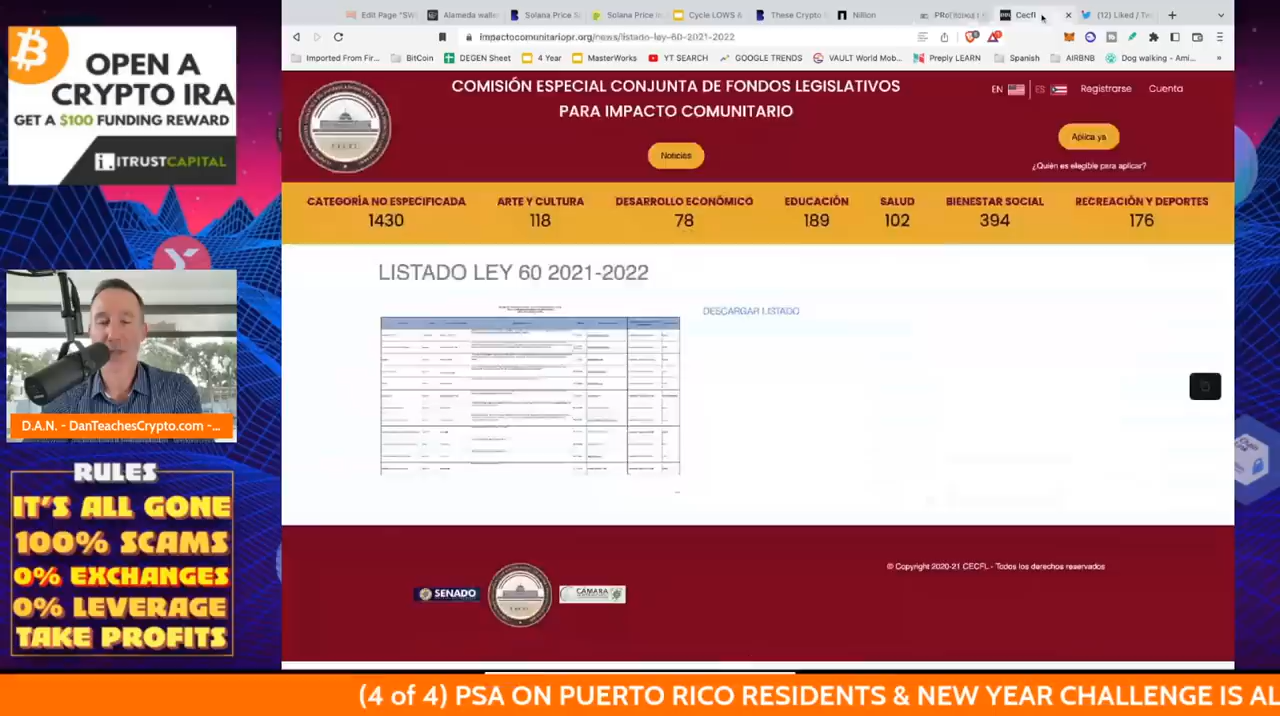 Edit Page "SW
Alameda walle
Solana Price S
Solana Price in
Cycle LOWS &
These Crypto S
Nillion
Cecfl
(12) Liked / Tw
impactocomunitariopr.org/news/listado-ley-60-2021-2022
Imported From Fir...
BitCoin
DEGEN Sheet
4 Year
MasterWorks
YT SEARCH
GOOGLE TRENDS
VAULT World Mob...
Preply LEARN
Spanish
AIRBNB
Dog walking - Ami...
»
OPEN A
CRYPTO IRA
GET A $100 FUNDING REWARD
ITRUSTCAPITAL
COMISIÓN ESPECIAL CONJUNTA DE FONDOS LEGISLATIVOS
PARA IMPACTO COMUNITARIO
Noticias
EN
ES
Registrarse
Cuenta
Aplica ya
¿Quién es elegible para aplicar?
CATEGORÍA NO ESPECIFICADA
1430
ARTE Y CULTURA
118
DESARROLLO ECONÓMICO
78
EDUCACIÓN
189
SALUD
102
BIENESTAR SOCIAL
394
RECREACIÓN Y DEPORTES
176
LISTADO LEY 60 2021-2022
DESCARGAR LISTADO
D.A.N. - DanTeachesCrypto.com -...
RULES
IT'S ALL GONE
100% SCAMS
0% EXCHANGES
0% LEVERAGE
TAKE PROFITS
SENADO
CÁMARA
© Copyright 2020-21 CECFL - Todos los derechos reservados
(4 of 4) PSA ON PUERTO RICO RESIDENTS & NEW YEAR CHALLENGE IS AL